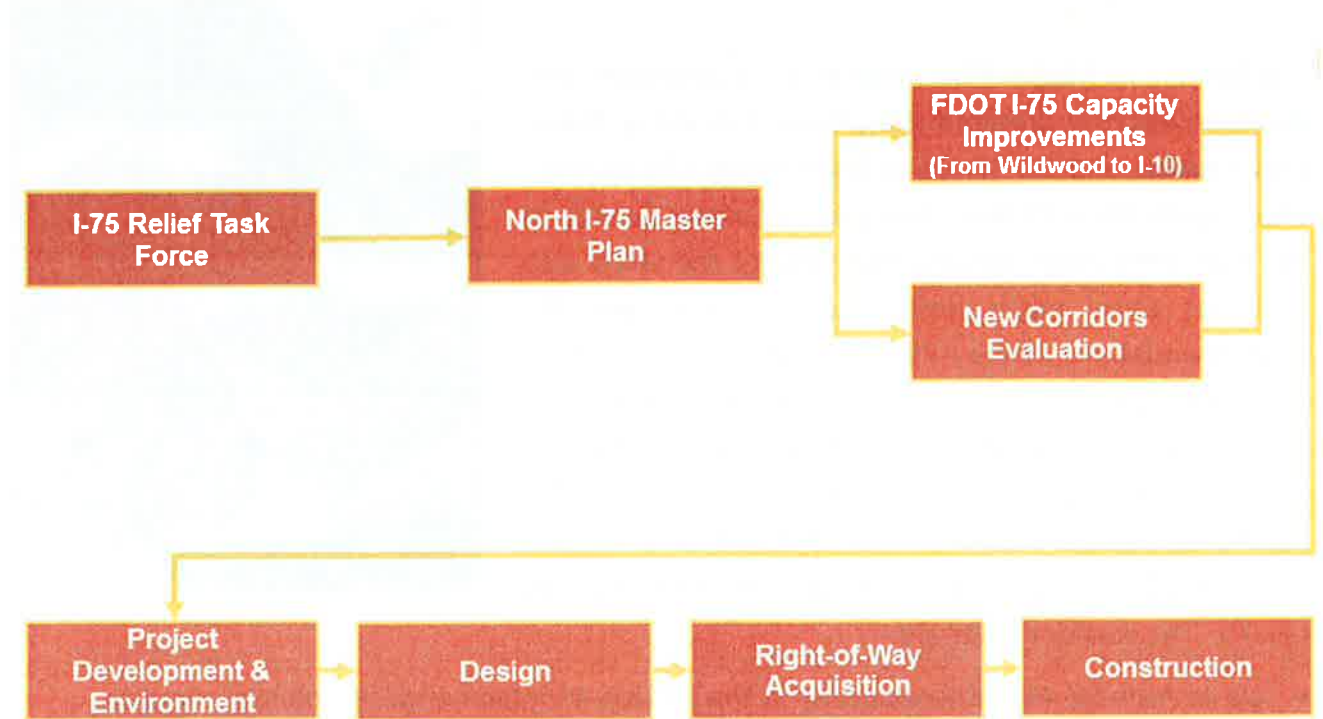 I-75 Relief Task
Force
North I-75 Master
Plan
FDOT I-75 Capacity
Improvements
(From Wildwood to I-10)
New Corridors
Evaluation
Project
Development &
Environment
Design
Right-of-Way
Acquisition
Construction